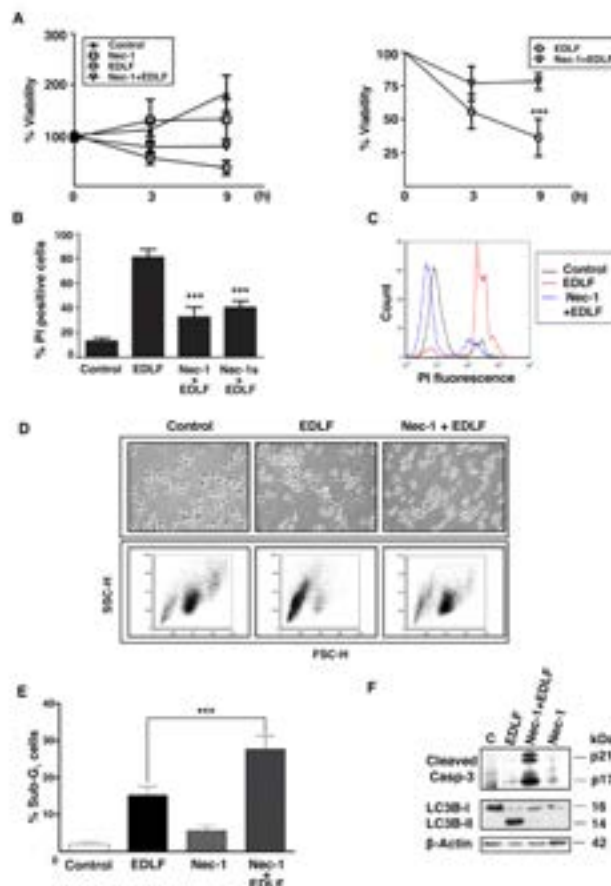 A
Control
Nec-1
EDLF
Nec-1+EDLF
% Viability
300
200
100
0 3 9 (h)
EDLF
Nec-1+EDLF
% Viability
100
75
50
25
***
0 3 9 (h)
B
% PI positive cells
100
80
60
40
20
0
*** ***
Control EDLF Nec-1 + EDLF Nec-1s + EDLF
C
Count
PI fluorescence
Control
EDLF
Nec-1
+EDLF
D
Control EDLF Nec-1 + EDLF
SSC-H
FSC-H
E
% Sub-G₁ cells
40
30
20
10
0
***
Control EDLF Nec-1 Nec-1 + EDLF
F
C EDLF Nec-1+EDLF Nec-1
kDa
Cleaved
Casp-3
p21
p17
LC3B-I 16
LC3B-II 14
β-Actin 42